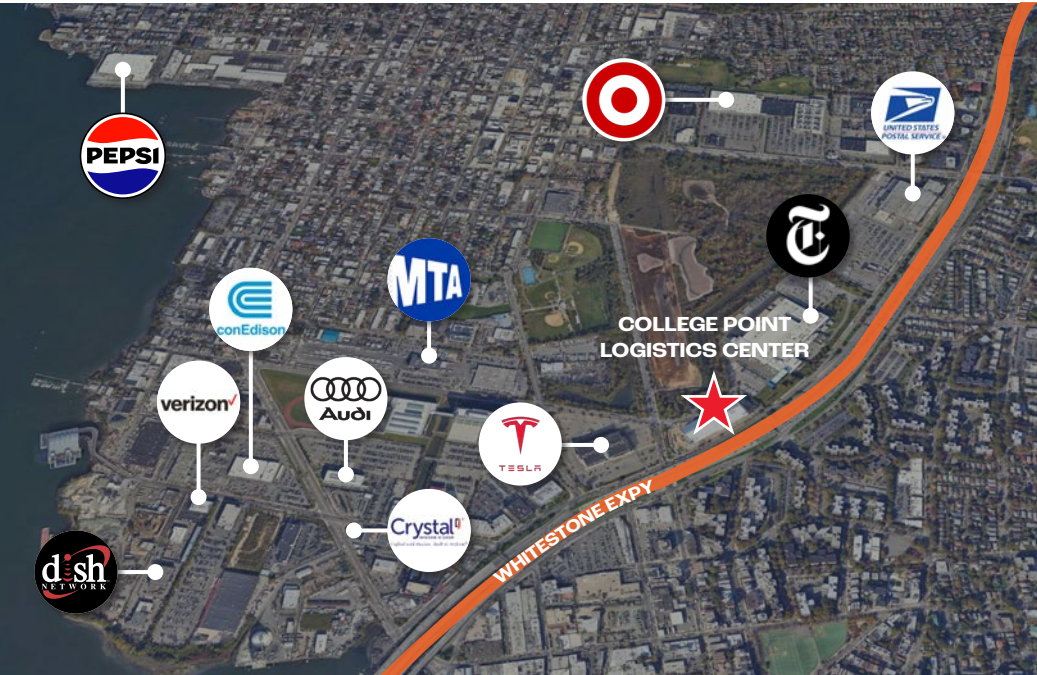 PEPSI
UNITED STATES
POSTAL SERVICE
T
MTA
conEdison
COLLEGE POINT
LOGISTICS CENTER
verizon
Audi
TESLA
Crystal
WHITESTONE EXPY
dish
NETWORK